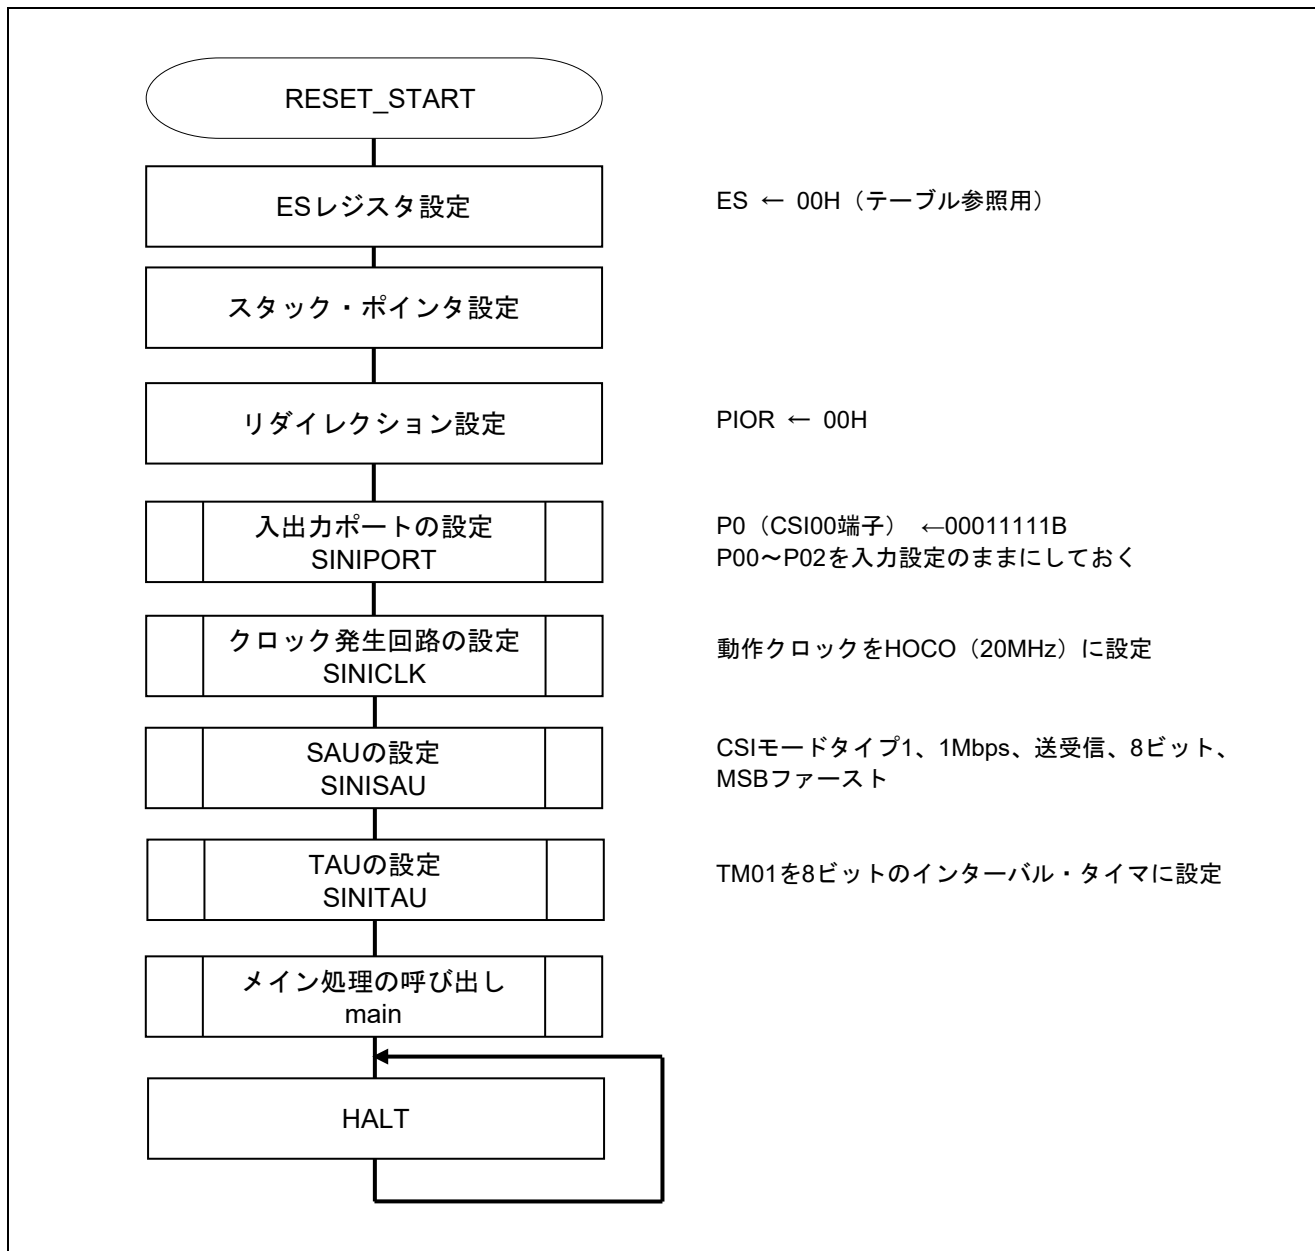 RESET_START
ESレジスタ設定
ES ← 00H（テーブル参照用）
スタック・ポインタ設定
リダイレクション設定
PIOR ← 00H
入出力ポートの設定
SINIPORT
P0（CSI00端子） ←00011111B
P00～P02を入力設定のままにしておく
クロック発生回路の設定
SINICLK
動作クロックをHOCO（20MHz）に設定
SAUの設定
SINISAU
CSIモードタイプ1、1Mbps、送受信、8ビット、
MSBファースト
TAUの設定
SINITAU
TM01を8ビットのインターバル・タイマに設定
メイン処理の呼び出し
main
HALT